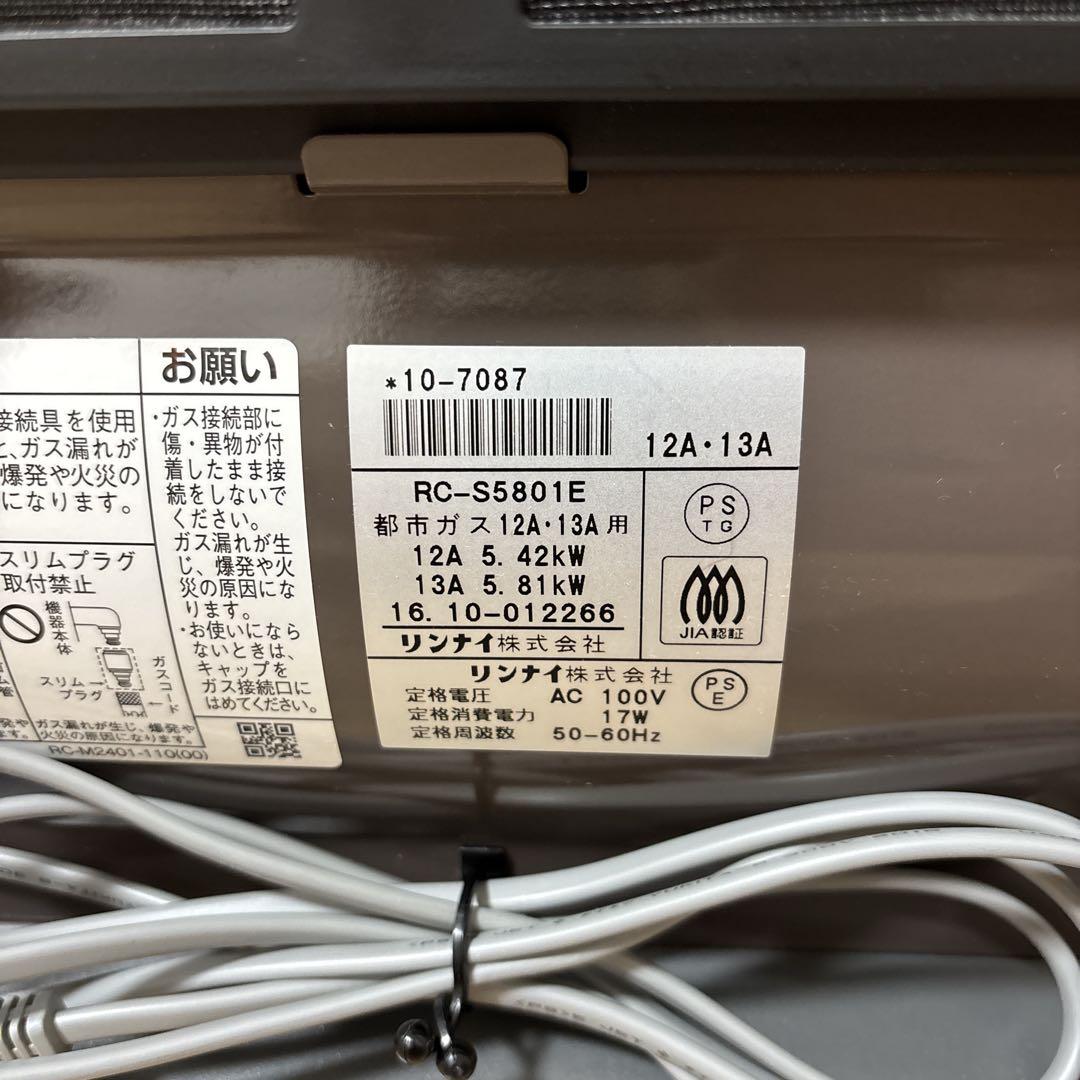 接続具を使用
と、ガス漏れが
爆発や火災の
になります。
スリムプラグ
取付禁止
機器本体
スリム
プラグ
ガスコード
ガス漏れが生じ、爆発や
火災の原因になります。
お願い
・ガス接続部に
傷・異物が付
着したまま接
続をしないで
ください。
ガス漏れが生
じ、爆発や火
災の原因にな
ります。
・お使いになら
ないときは、
キャップを
ガス接続口に
はめてください。
RC-M2401-110(00)
*10-7087
12A・13A
RC-S5801E
都市ガス12A・13A用
12A 5.42kW
13A 5.81kW
16.10-012266
リンナイ株式会社
PS
TG
JIA認証
リンナイ株式会社
定格電圧 AC 100V
定格消費電力 17W
定格周波数 50-60Hz
PS
E